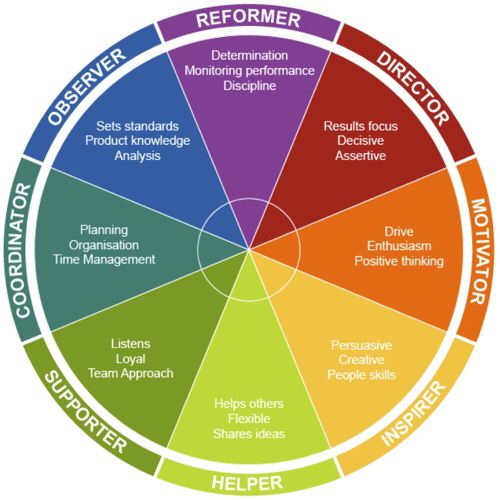 REFORMER
Determination
Monitoring performance
Discipline
DIRECTOR
Results focus
Decisive
Assertive
MOTIVATOR
Drive
Enthusiasm
Positive thinking
INSPIRER
Persuasive
Creative
People skills
HELPER
Helps others
Flexible
Shares ideas
SUPPORTER
Listens
Loyal
Team Approach
COORDINATOR
Planning
Organisation
Time Management
OBSERVER
Sets standards
Product knowledge
Analysis